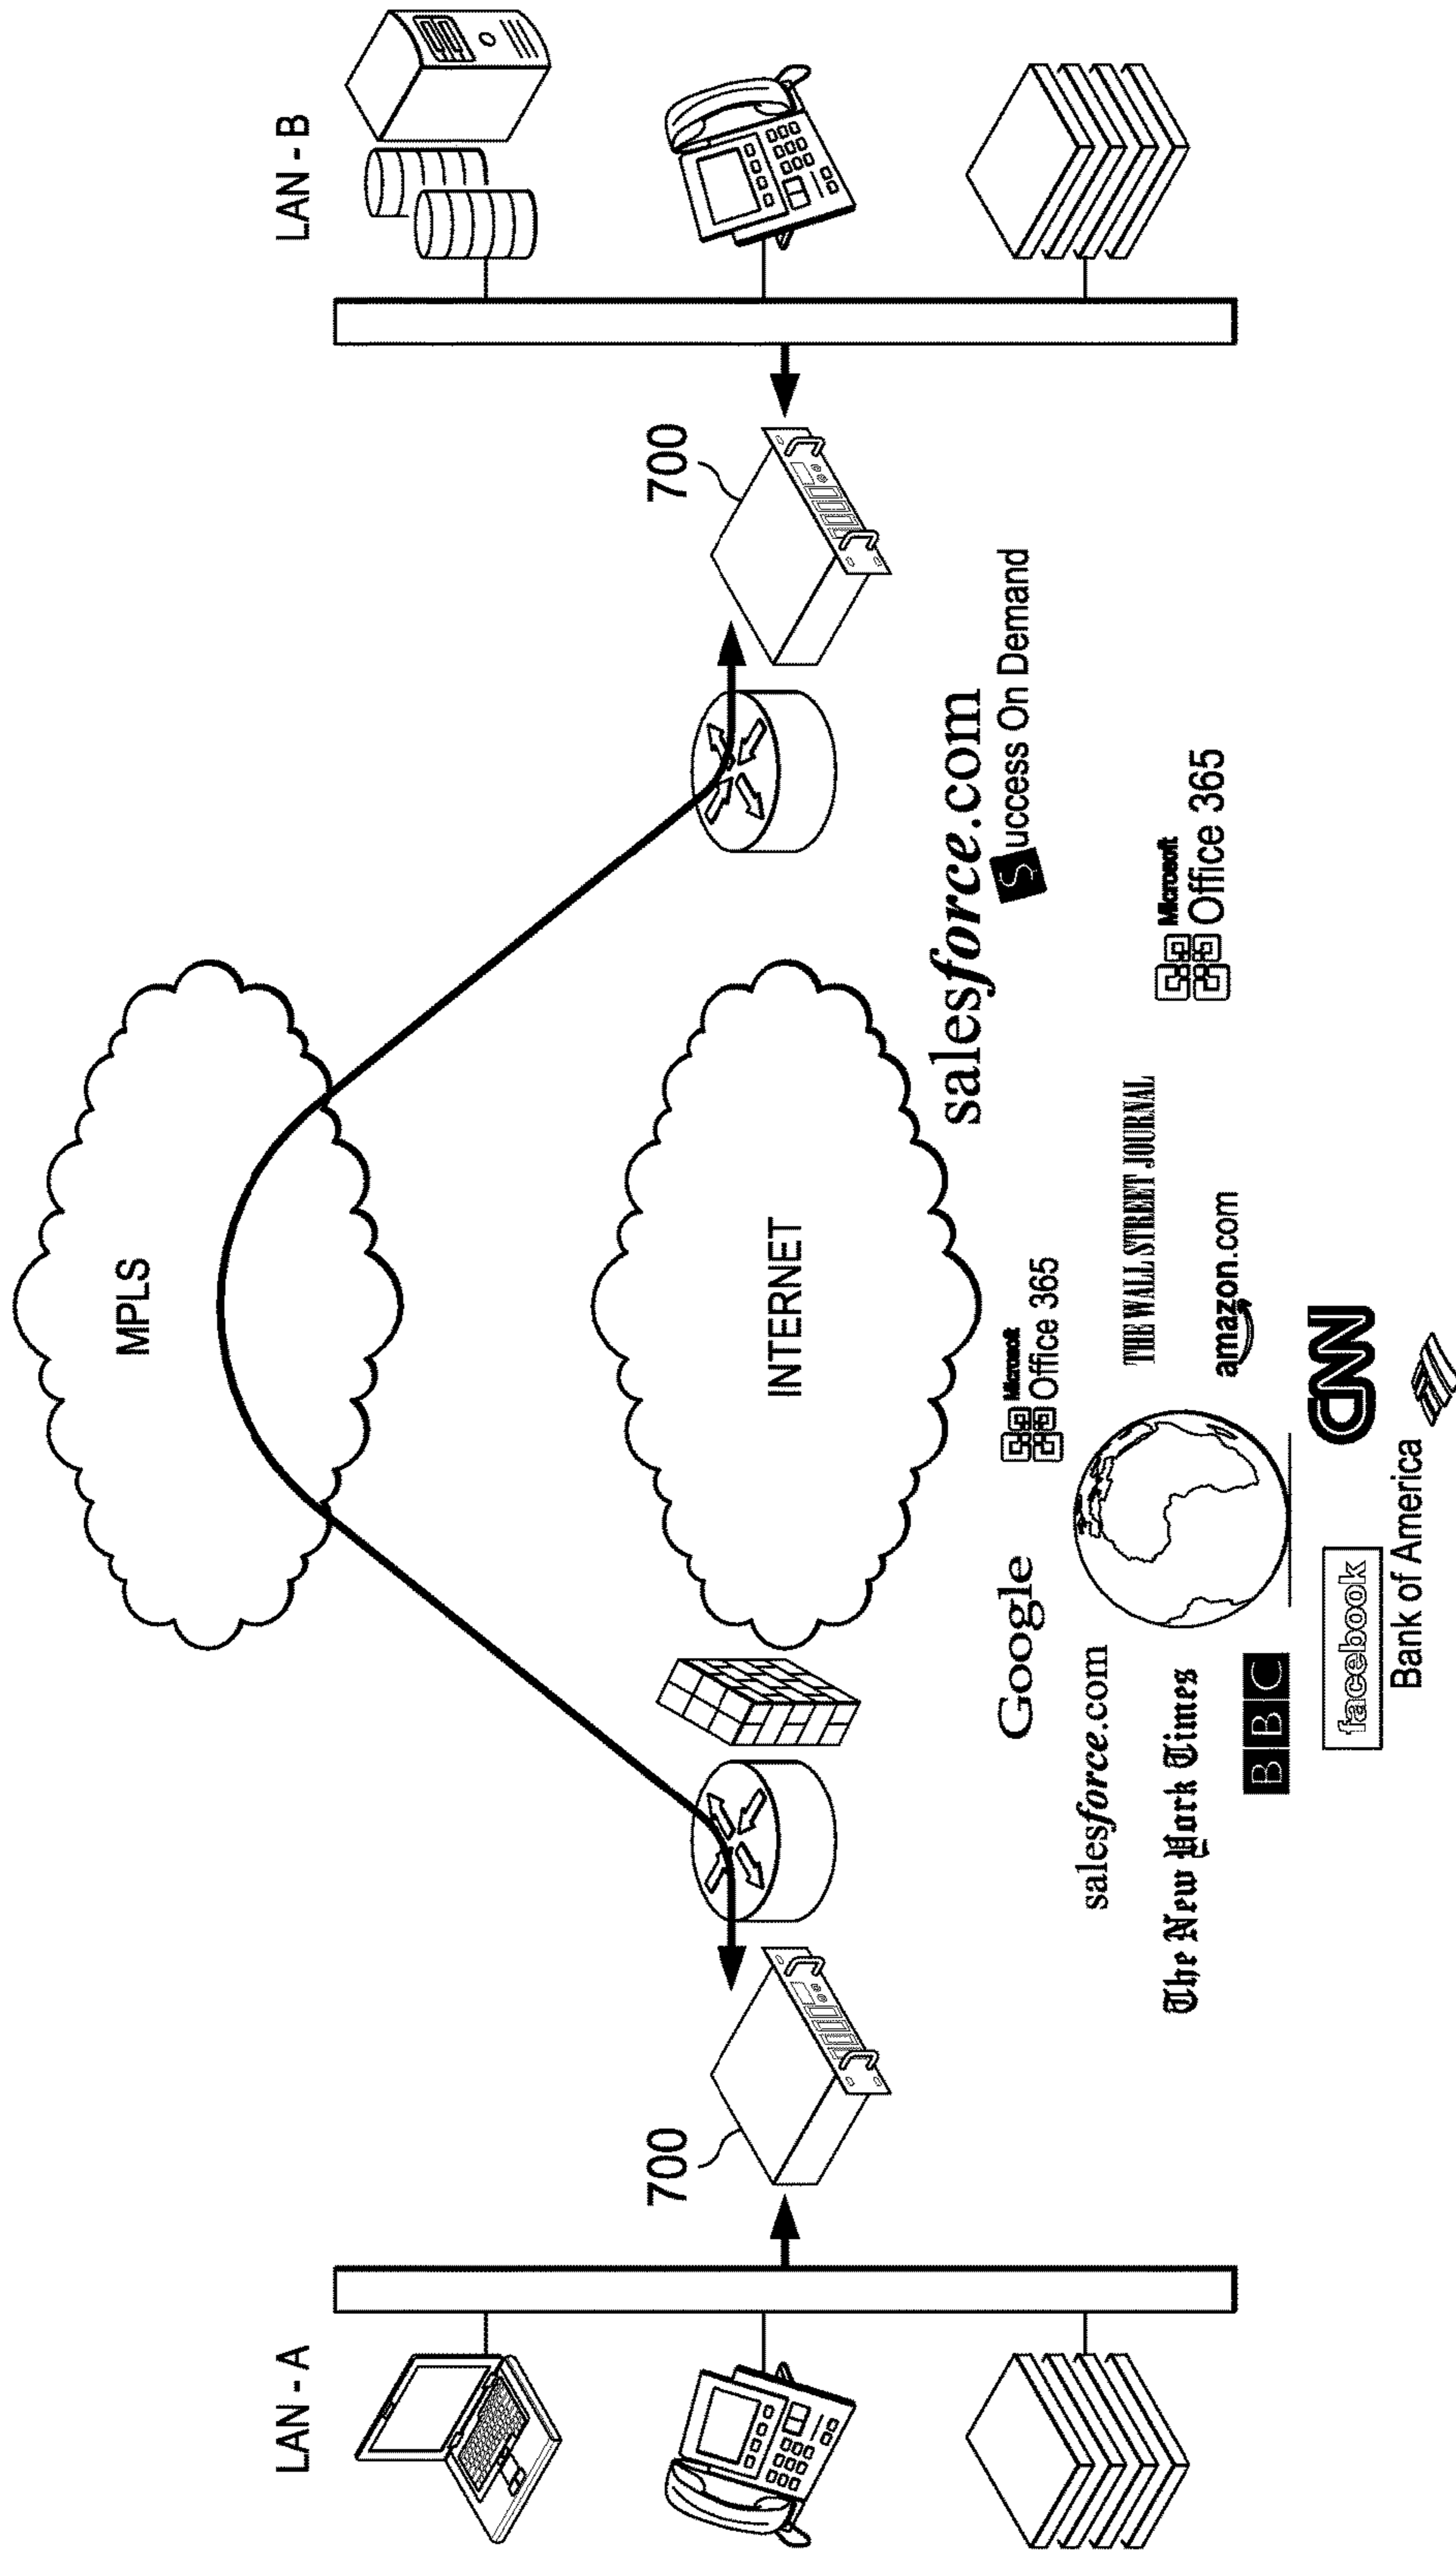 MPLS
LAN - A
LAN - B
700
700
INTERNET
Google
Microsoft
Office 365
salesforce.com
Success On Demand
salesforce.com
THE WALL STREET JOURNAL
Microsoft
Office 365
The New York Times
amazon.com
BBC
CNN
facebook
Bank of America